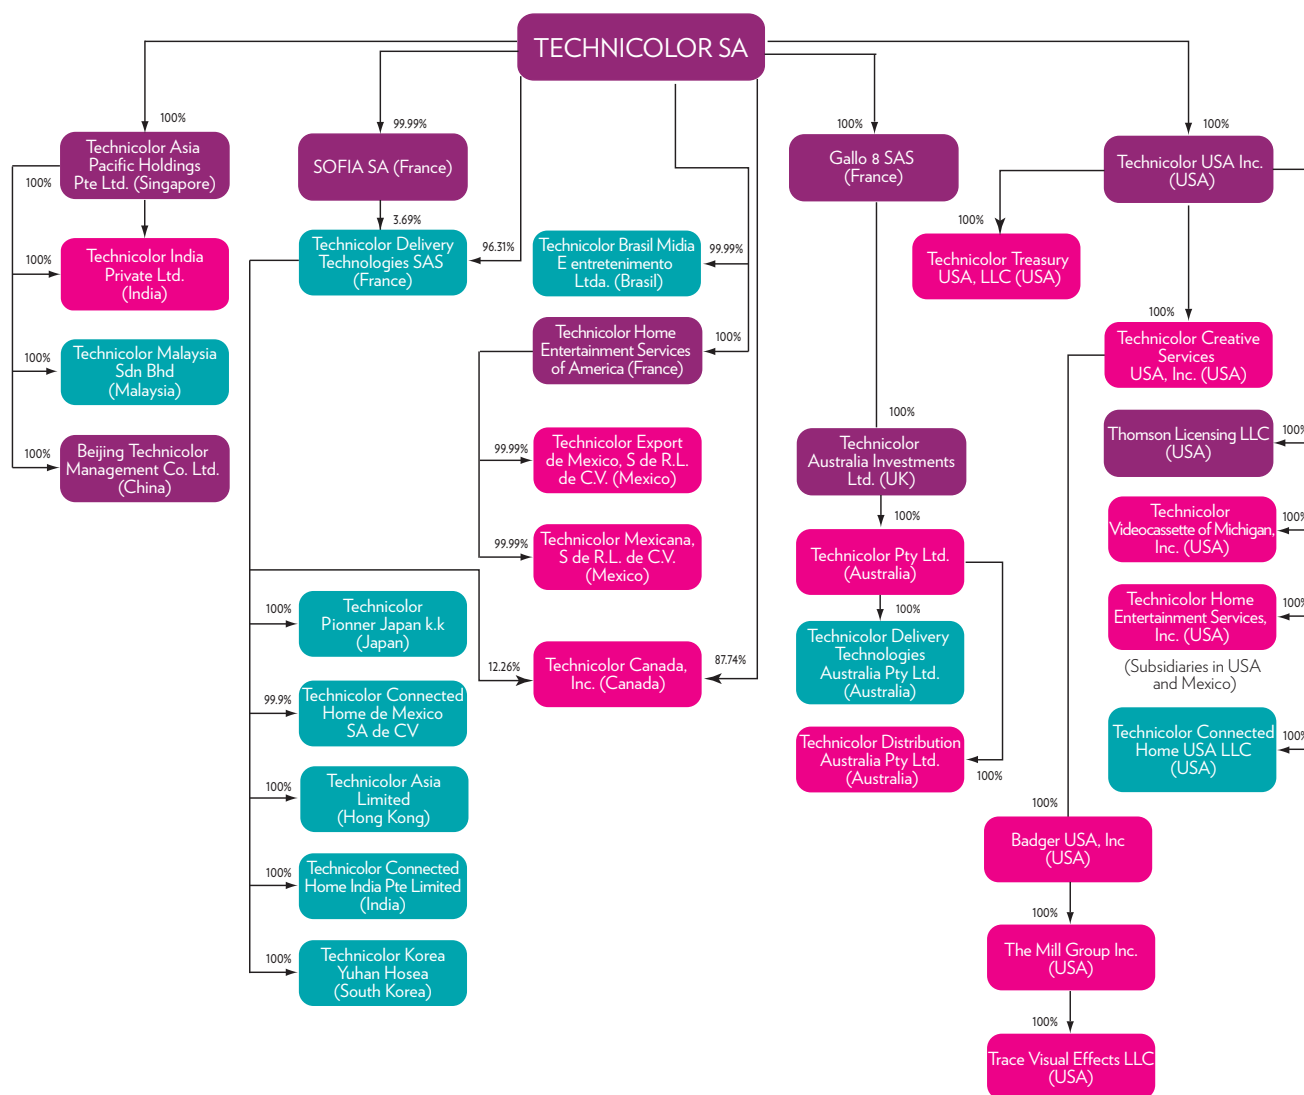 TECHNICOLOR SA
100%
Technicolor Asia
Pacific Holdings
Pte Ltd. (Singapore)
100%
100%
Technicolor India
Private Ltd.
(India)
100%
Technicolor Malaysia
Sdn Bhd
(Malaysia)
100%
Beijing Technicolor
Management Co. Ltd.
(China)
99.99%
SOFIA SA (France)
3.69%
Technicolor Delivery
Technologies SAS
(France)
96.31%
100%
Technicolor
Pionner Japan k.k
(Japan)
99.9%
Technicolor Connected
Home de Mexico
SA de CV
100%
Technicolor Asia
Limited
(Hong Kong)
100%
Technicolor Connected
Home India Pte Limited
(India)
100%
Technicolor Korea
Yuhan Hosea
(South Korea)
Technicolor Brasil Midia
E entretenimento
Ltda. (Brasil)
99.99%
Technicolor Home
Entertainment Services
of America (France)
100%
99.99%
Technicolor Export
de Mexico, S de R.L.
de C.V. (Mexico)
99.99%
Technicolor Mexicana,
S de R.L. de C.V.
(Mexico)
12.26%
Technicolor Canada,
Inc. (Canada)
87.74%
100%
Gallo 8 SAS
(France)
100%
Technicolor
Australia Investments
Ltd. (UK)
100%
Technicolor Pty Ltd.
(Australia)
100%
Technicolor Delivery
Technologies
Australia Pty Ltd.
(Australia)
Technicolor Distribution
Australia Pty Ltd.
(Australia)
100%
100%
Technicolor USA Inc.
(USA)
100%
Technicolor Treasury
USA, LLC (USA)
100%
Technicolor Creative
Services
USA, Inc. (USA)
Thomson Licensing LLC
(USA)
100%
Technicolor
Videocassette of Michigan,
Inc. (USA)
100%
Technicolor Home
Entertainment Services,
Inc. (USA)
100%
(Subsidiaries in USA
and Mexico)
Technicolor Connected
Home USA LLC
(USA)
100%
100%
Badger USA, Inc
(USA)
100%
The Mill Group Inc.
(USA)
100%
Trace Visual Effects LLC
(USA)